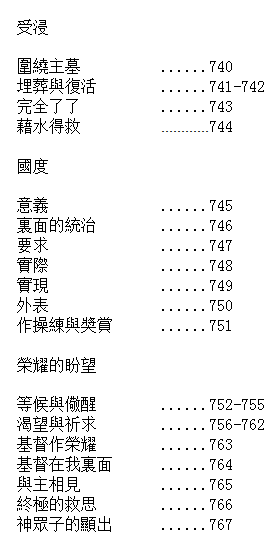 受浸
圍繞主墓 ......740
埋葬與復活 ......741-742
完全了了 ......743
藉水得救 ............744
國度
意義 ......745
裏面的統治 ......746
要求 ......747
實際 ......748
實現 ......749
外表 ......750
作操練與獎賞 ......751
榮耀的盼望
等候與儆醒 ......752-755
渴望與祈求 ......756-762
基督作榮耀 ......763
基督在我裏面 ......764
與主相見 ......765
終極的救恩 ......766
神眾子的顯出 ......767